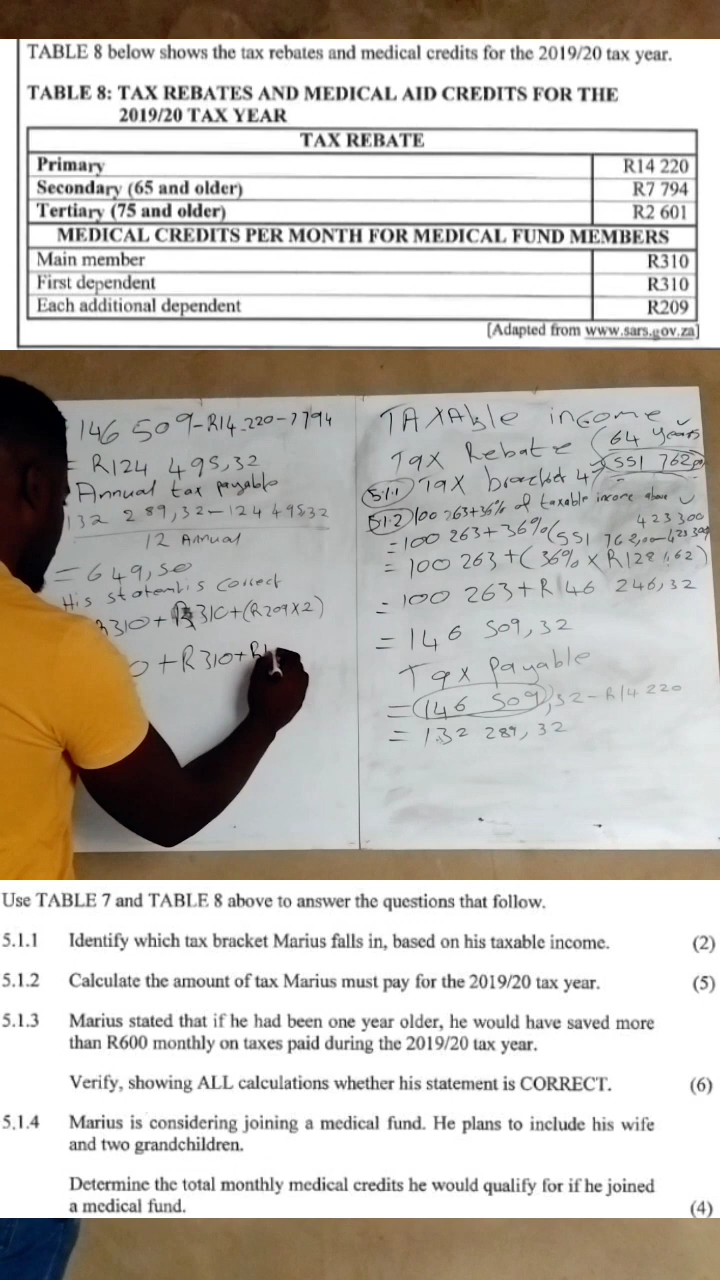 TABLE 8 below shows the tax rebates and medical credits for the 2019/20 tax year.
TABLE 8: TAX REBATES AND MEDICAL AID CREDITS FOR THE
2019/20 TAX YEAR
TAX REBATE
Primary R14 220
Secondary (65 and older) R7 794
Tertiary (75 and older) R2 601
MEDICAL CREDITS PER MONTH FOR MEDICAL FUND MEMBERS
Main member R310
First dependent R310
Each additional dependent R209
[Adapted from www.sars.gov.za]
146 509-R14 220-7794
= R124 495,32
Annual tax payable
132 289,32-124 49532
12 Annual
= 649,50
His statem is correct
R310 + R310+(R209X2)
0 + R310+R
TAXAble income
Tax Rebate (64 years
5.1.1 Tax bracket 4 551 762
5.1.2 100 263+36% of taxable income above
423 300
= 100 263+36%(551 762,00-423 300
= 100 263+(36% X R128 462)
= 100 263+R46 246,32
= 146 509,32
Tax payable
= 146 509,32-R14 220
= 132 289,32
Use TABLE 7 and TABLE 8 above to answer the questions that follow.
5.1.1 Identify which tax bracket Marius falls in, based on his taxable income. (2)
5.1.2 Calculate the amount of tax Marius must pay for the 2019/20 tax year. (5)
5.1.3 Marius stated that if he had been one year older, he would have saved more
than R600 monthly on taxes paid during the 2019/20 tax year.
Verify, showing ALL calculations whether his statement is CORRECT. (6)
5.1.4 Marius is considering joining a medical fund. He plans to include his wife
and two grandchildren.
Determine the total monthly medical credits he would qualify for if he joined
a medical fund. (4)